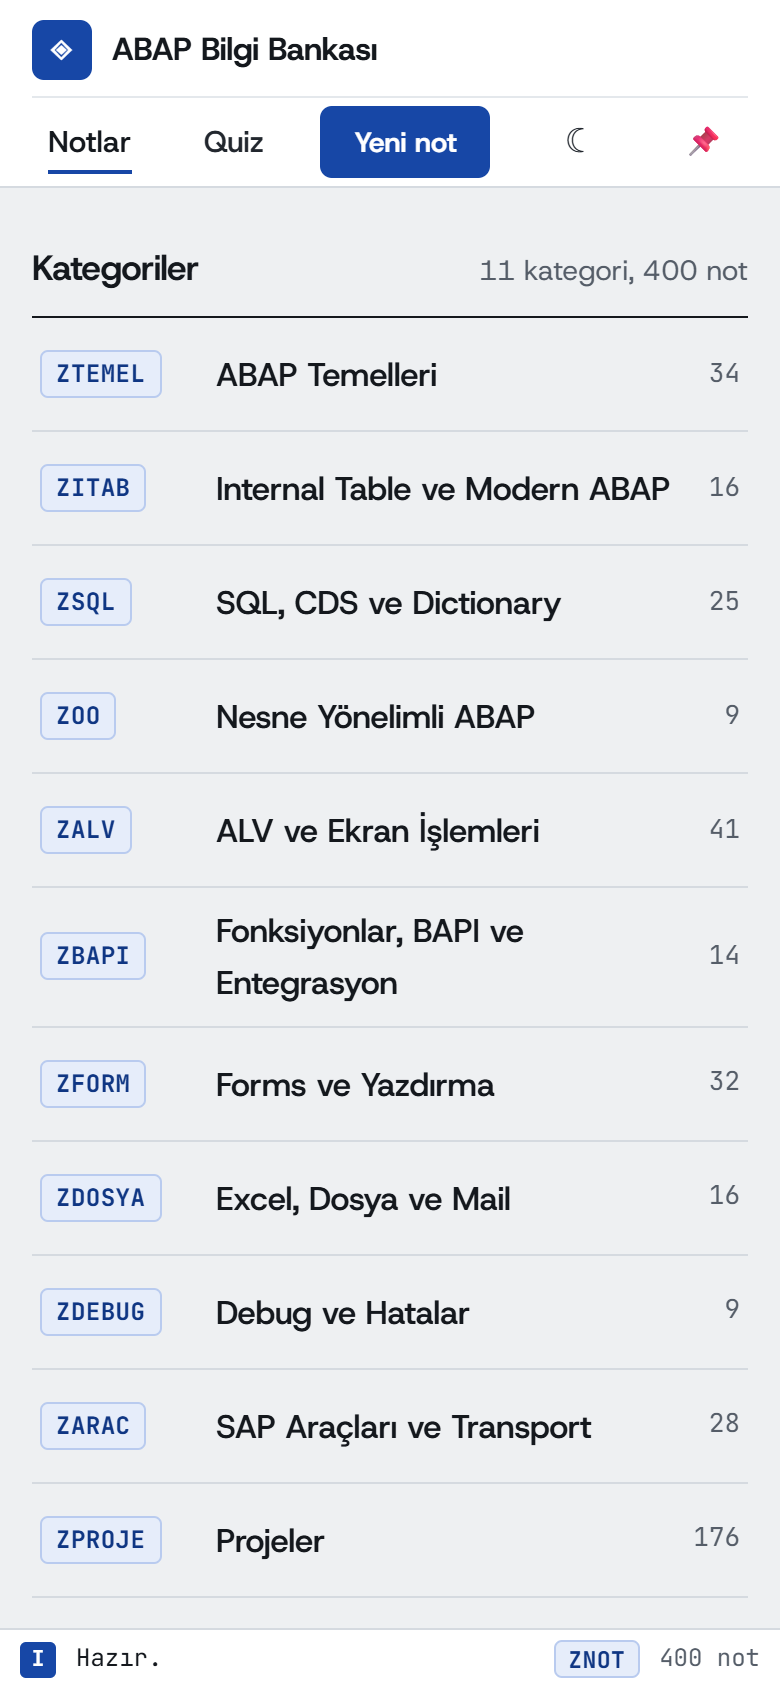 ABAP Bilgi Bankası
Notlar Quiz Yeni not
Kategoriler 11 kategori, 400 not
ZTEMEL ABAP Temelleri 34
ZITAB Internal Table ve Modern ABAP 16
ZSQL SQL, CDS ve Dictionary 25
ZOO Nesne Yönelimli ABAP 9
ZALV ALV ve Ekran İşlemleri 41
ZBAPI Fonksiyonlar, BAPI ve
Entegrasyon 14
ZFORM Forms ve Yazdırma 32
ZDOSYA Excel, Dosya ve Mail 16
ZDEBUG Debug ve Hatalar 9
ZARAC SAP Araçları ve Transport 28
ZPROJE Projeler 176
I Hazır. ZNOT 400 not